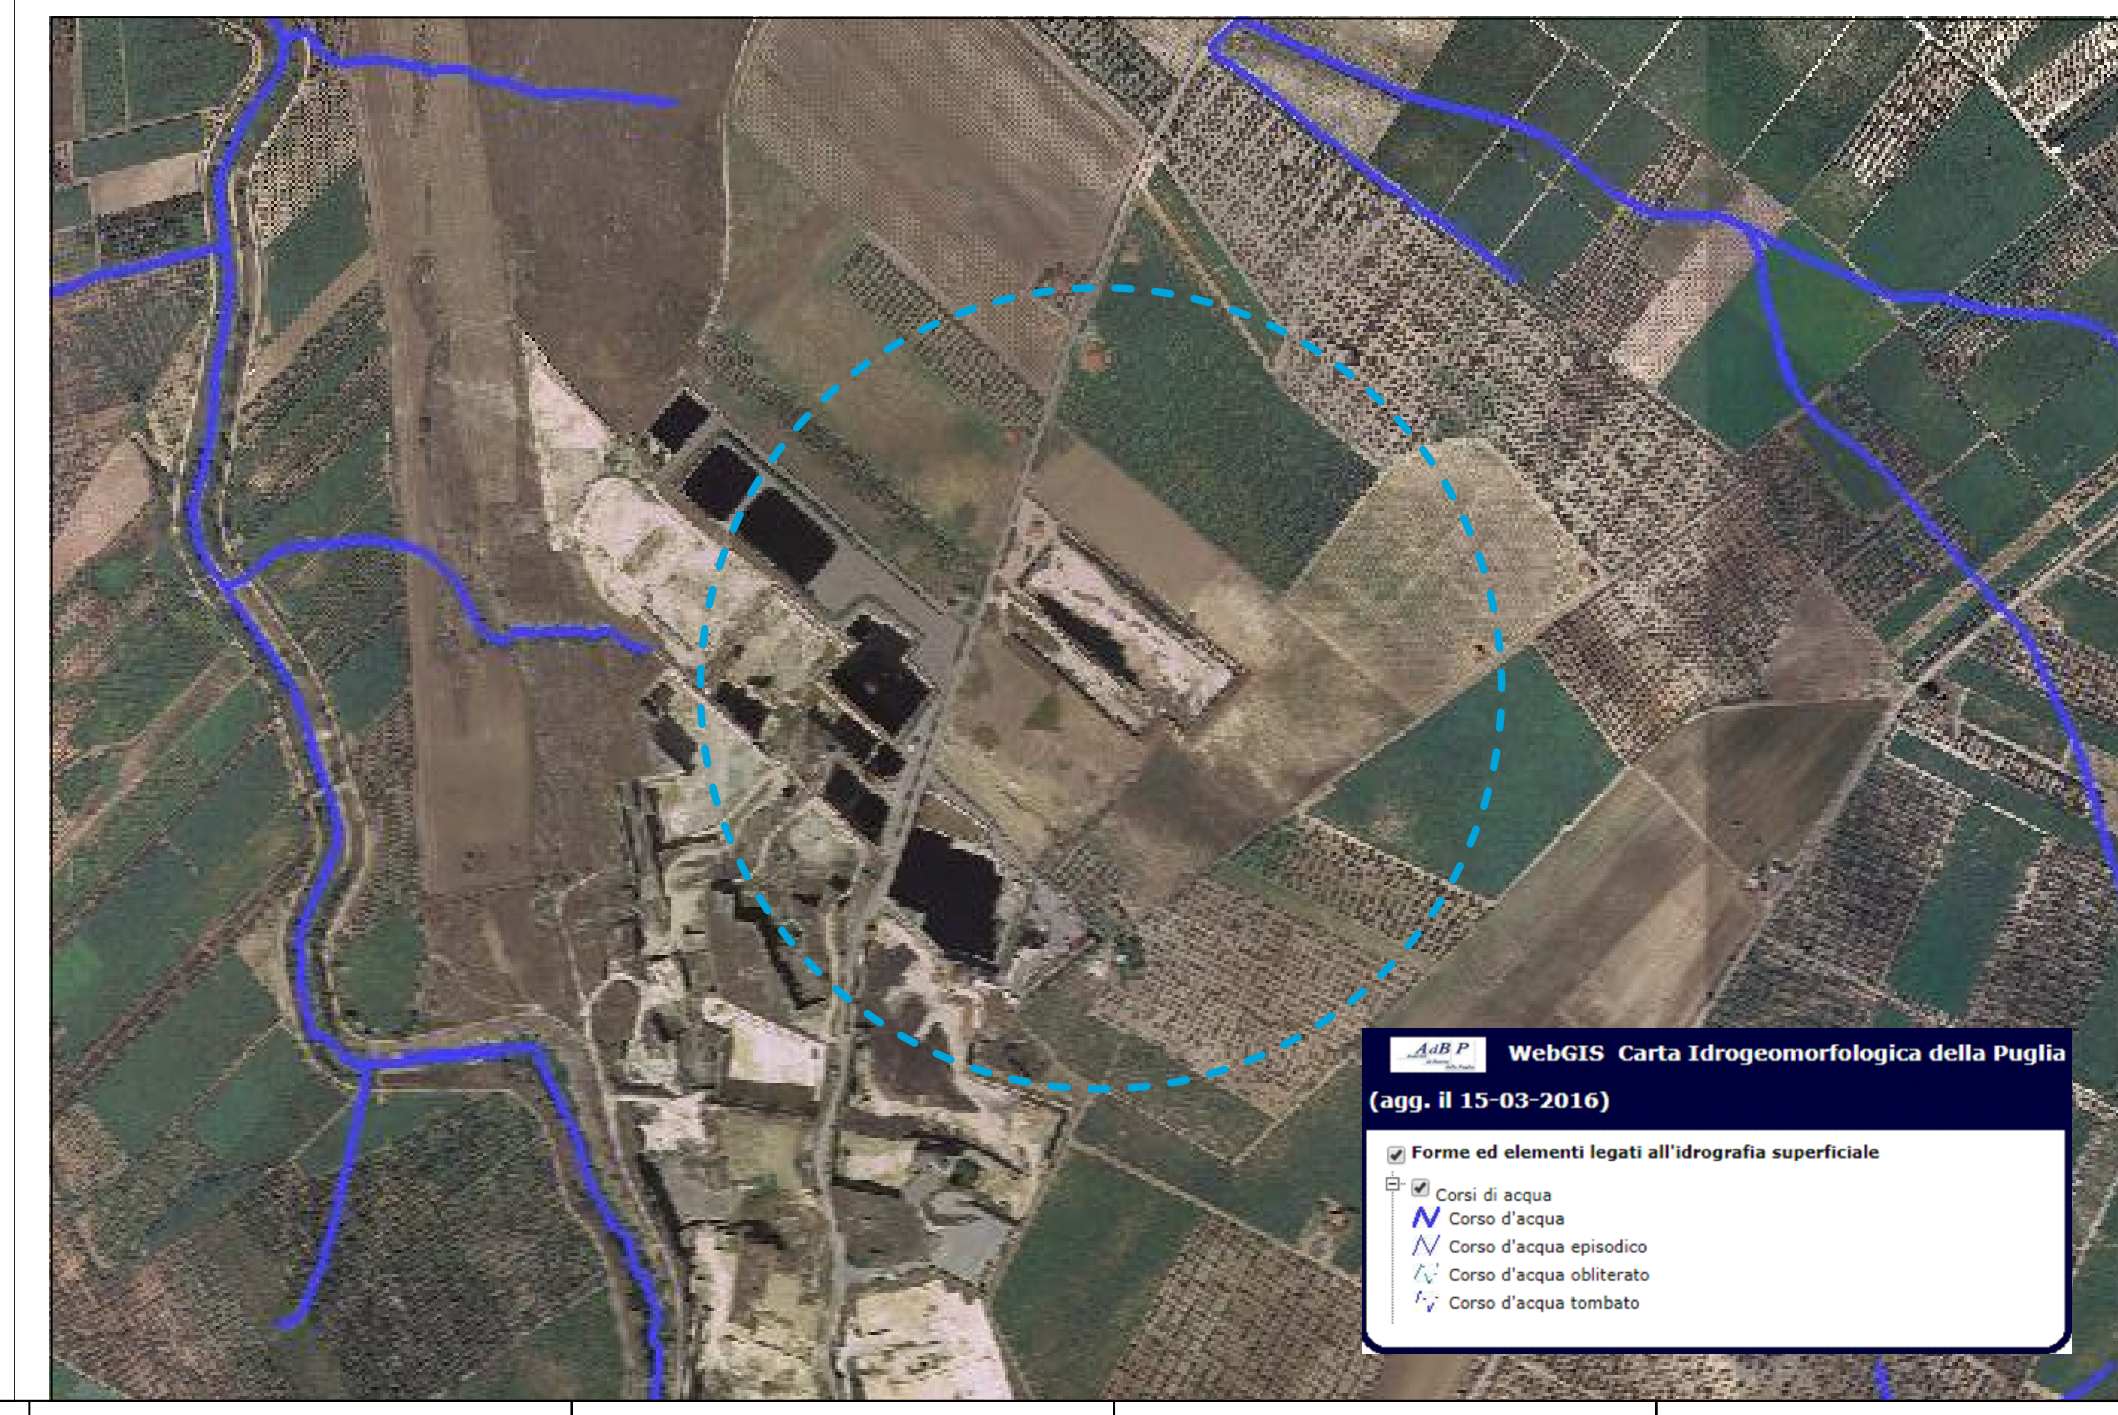 AdB P
WebGIS Carta Idrogeomorfologica della Puglia
(agg. il 15-03-2016)
Forme ed elementi legati all'idrografia superficiale
Corsi di acqua
Corso d'acqua
Corso d'acqua episodico
Corso d'acqua obliterato
Corso d'acqua tombato